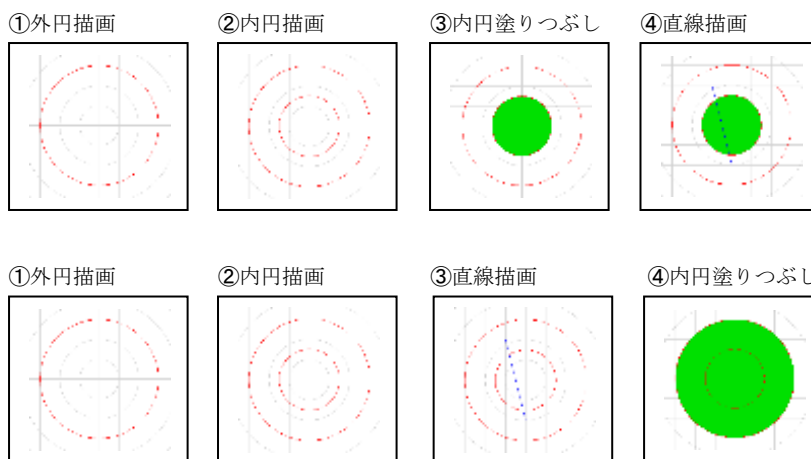 ①外円描画 ②内円描画 ③内円塗りつぶし ④直線描画
①外円描画 ②内円描画 ③直線描画 ④内円塗りつぶし